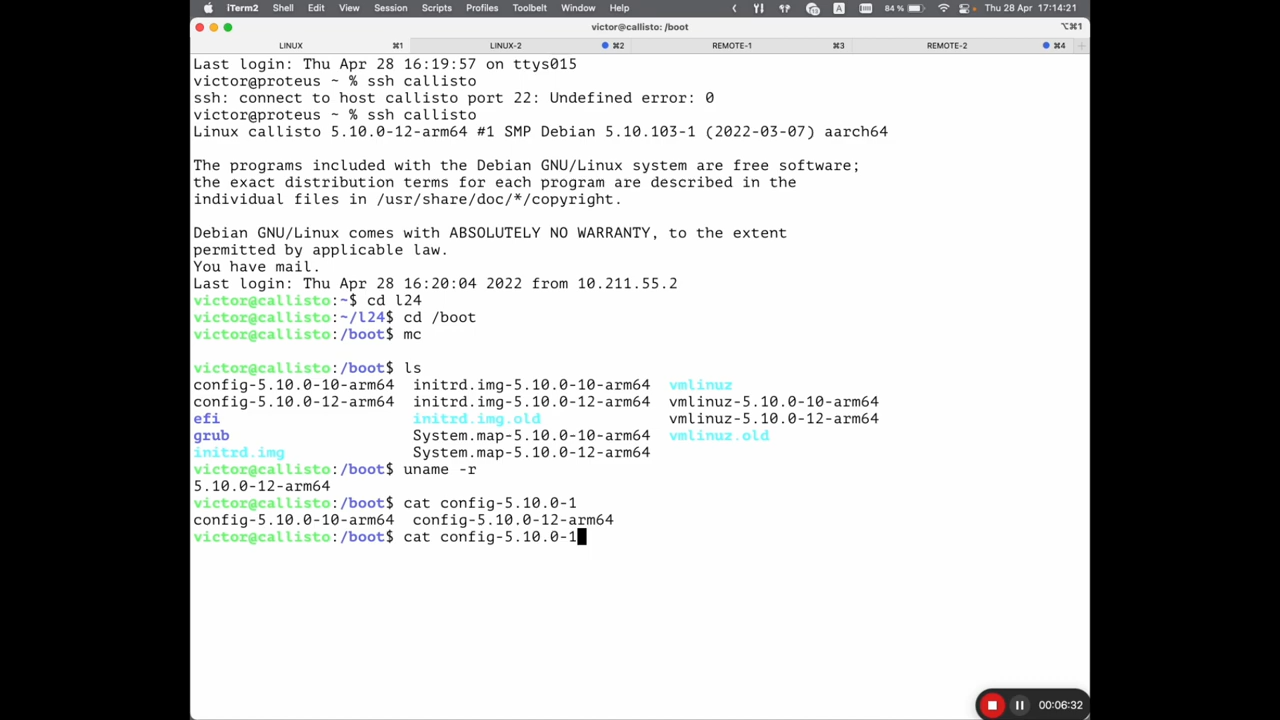 iTerm2 Shell Edit View Session Scripts Profiles Toolbelt Window Help 84 % Thu 28 Apr 17:14:21
victor@callisto: /boot ⌥⌘1
LINUX ⌘1 LINUX-2 ⌘2 REMOTE-1 ⌘3 REMOTE-2 ⌘4
Last login: Thu Apr 28 16:19:57 on ttys015
victor@proteus ~ % ssh callisto
ssh: connect to host callisto port 22: Undefined error: 0
victor@proteus ~ % ssh callisto
Linux callisto 5.10.0-12-arm64 #1 SMP Debian 5.10.103-1 (2022-03-07) aarch64
The programs included with the Debian GNU/Linux system are free software;
the exact distribution terms for each program are described in the
individual files in /usr/share/doc/*/copyright.
Debian GNU/Linux comes with ABSOLUTELY NO WARRANTY, to the extent
permitted by applicable law.
You have mail.
Last login: Thu Apr 28 16:20:04 2022 from 10.211.55.2
victor@callisto:~$ cd l24
victor@callisto:~/l24$ cd /boot
victor@callisto:/boot$ mc
victor@callisto:/boot$ ls
config-5.10.0-10-arm64 initrd.img-5.10.0-10-arm64 vmlinuz
config-5.10.0-12-arm64 initrd.img-5.10.0-12-arm64 vmlinuz-5.10.0-10-arm64
efi initrd.img.old vmlinuz-5.10.0-12-arm64
grub System.map-5.10.0-10-arm64 vmlinuz.old
initrd.img System.map-5.10.0-12-arm64
victor@callisto:/boot$ uname -r
5.10.0-12-arm64
victor@callisto:/boot$ cat config-5.10.0-1
config-5.10.0-10-arm64 config-5.10.0-12-arm64
victor@callisto:/boot$ cat config-5.10.0-1
00:06:32